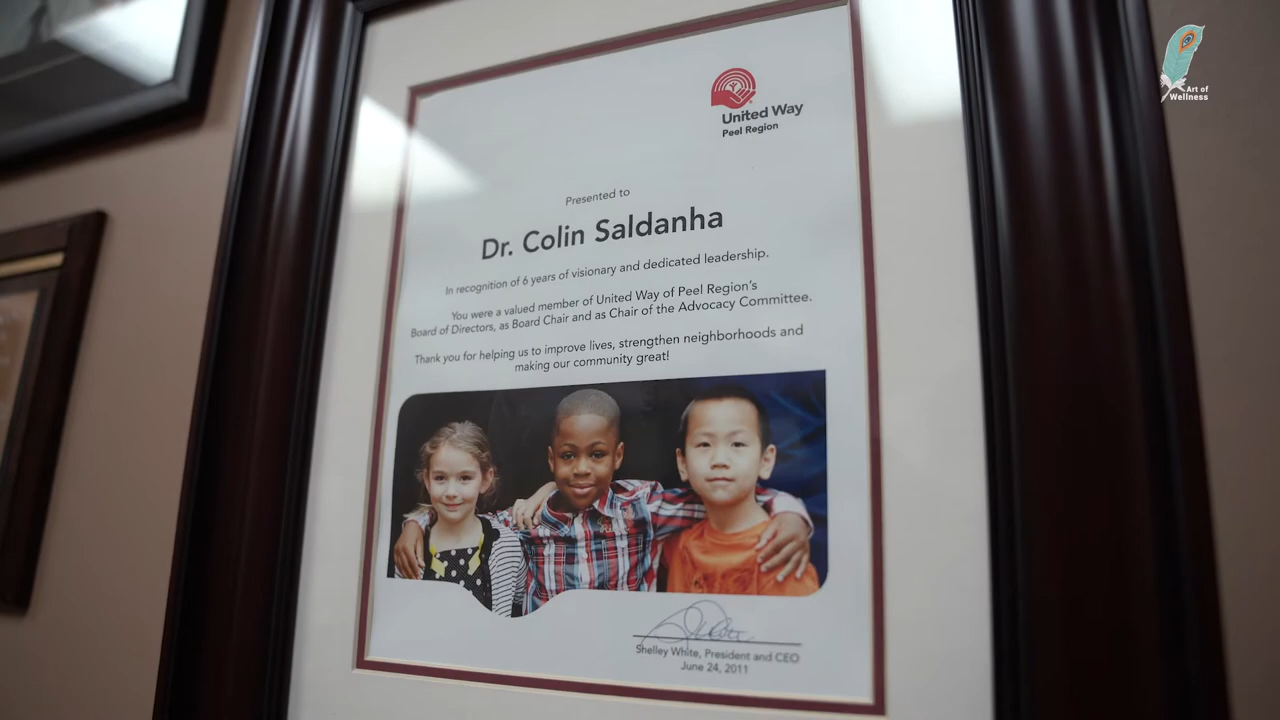 United Way
Peel Region
Presented to
Dr. Colin Saldanha
In recognition of 6 years of visionary and dedicated leadership.
You were a valued member of United Way of Peel Region's
Board of Directors, as Board Chair and as Chair of the Advocacy Committee.
Thank you for helping us to improve lives, strengthen neighborhoods and
making our community great!
Shelley White, President and CEO
June 24, 2011
Art of
Wellness